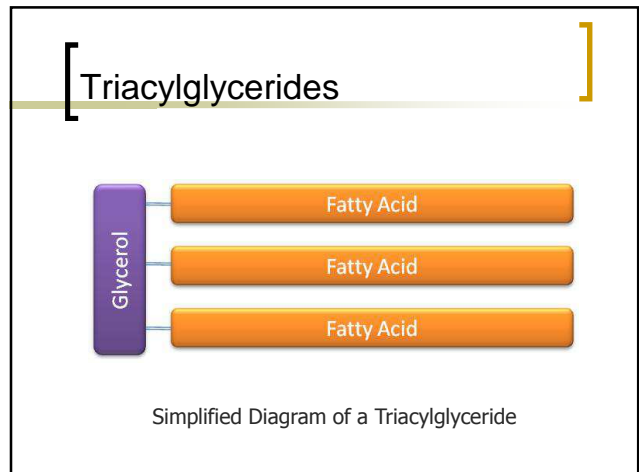 Triacylglycerides
Glycerol
Fatty Acid
Fatty Acid
Fatty Acid
Simplified Diagram of a Triacylglyceride